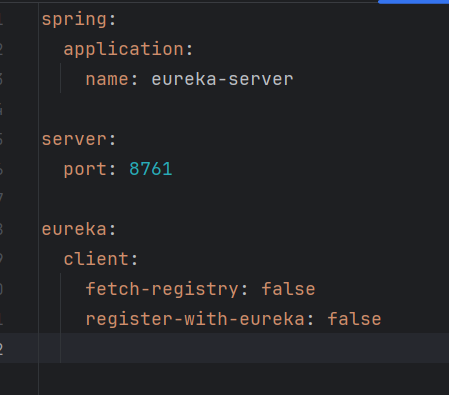 spring:
  application:
    name: eureka-server

server:
  port: 8761

eureka:
  client:
    fetch-registry: false
    register-with-eureka: false